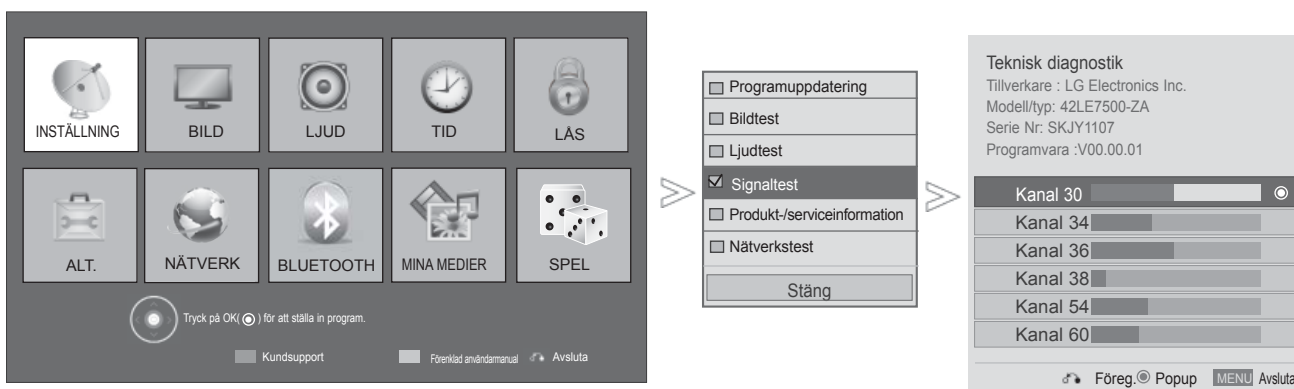 INSTÄLLNING
BILD
LJUD
TID
LÅS
ALT.
NÄTVERK
BLUETOOTH
MINA MEDIER
SPEL
Tryck på OK( ) för att ställa in program.
Kundsupport
Förenklad användarmanual
Avsluta
Programuppdatering
Bildtest
Ljudtest
Signaltest
Produkt-/serviceinformation
Nätverkstest
Stäng
Teknisk diagnostik
Tillverkare : LG Electronics Inc.
Modell/typ: 42LE7500-ZA
Serie Nr: SKJY1107
Programvara :V00.00.01
Kanal 30
Kanal 34
Kanal 36
Kanal 38
Kanal 54
Kanal 60
Föreg. Popup MENU Avsluta